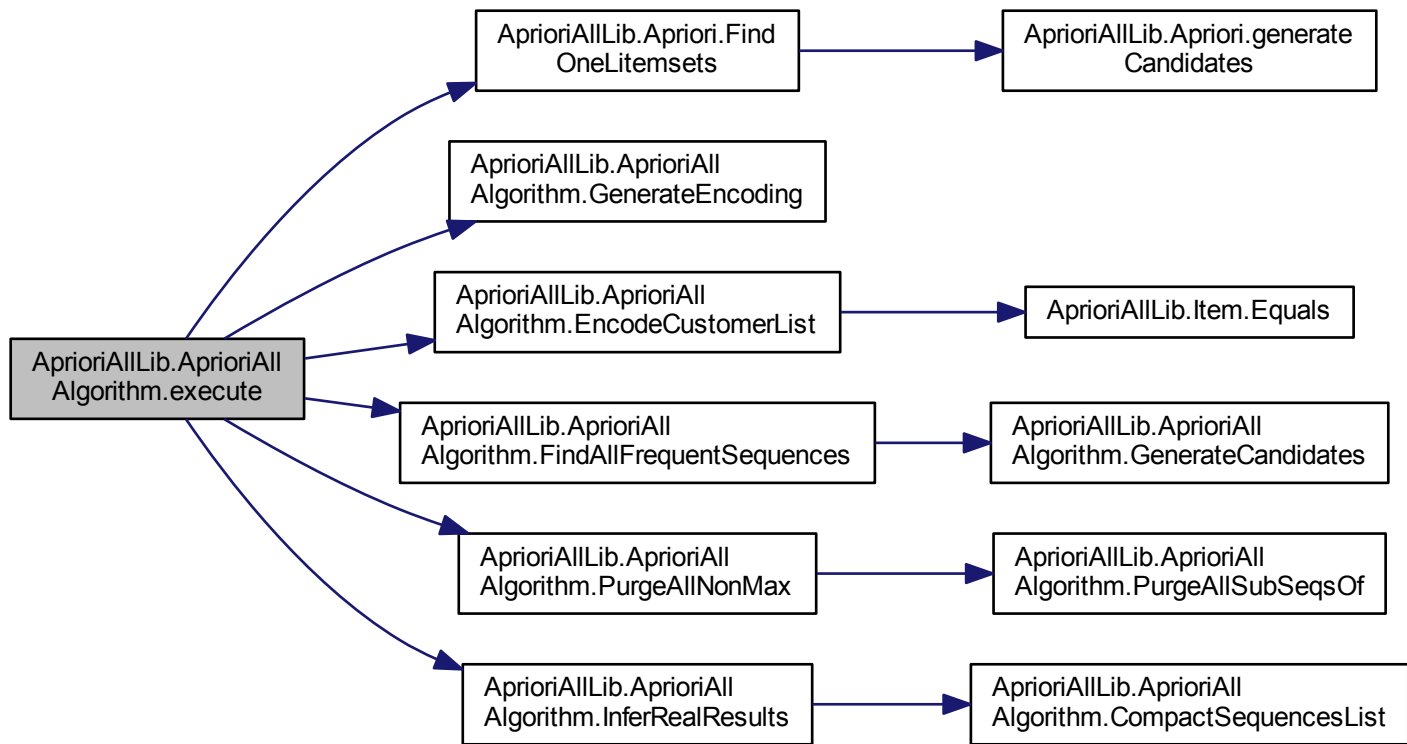 AprioriAllLib.Apriori.Find
OneLitemsets
AprioriAllLib.Apriori.generate
Candidates
AprioriAllLib.AprioriAll
Algorithm.GenerateEncoding
AprioriAllLib.AprioriAll
Algorithm.EncodeCustomerList
AprioriAllLib.Item.Equals
AprioriAllLib.AprioriAll
Algorithm.execute
AprioriAllLib.AprioriAll
Algorithm.FindAllFrequentSequences
AprioriAllLib.AprioriAll
Algorithm.GenerateCandidates
AprioriAllLib.AprioriAll
Algorithm.PurgeAllNonMax
AprioriAllLib.AprioriAll
Algorithm.PurgeAllSubSeqsOf
AprioriAllLib.AprioriAll
Algorithm.InferRealResults
AprioriAllLib.AprioriAll
Algorithm.CompactSequencesList